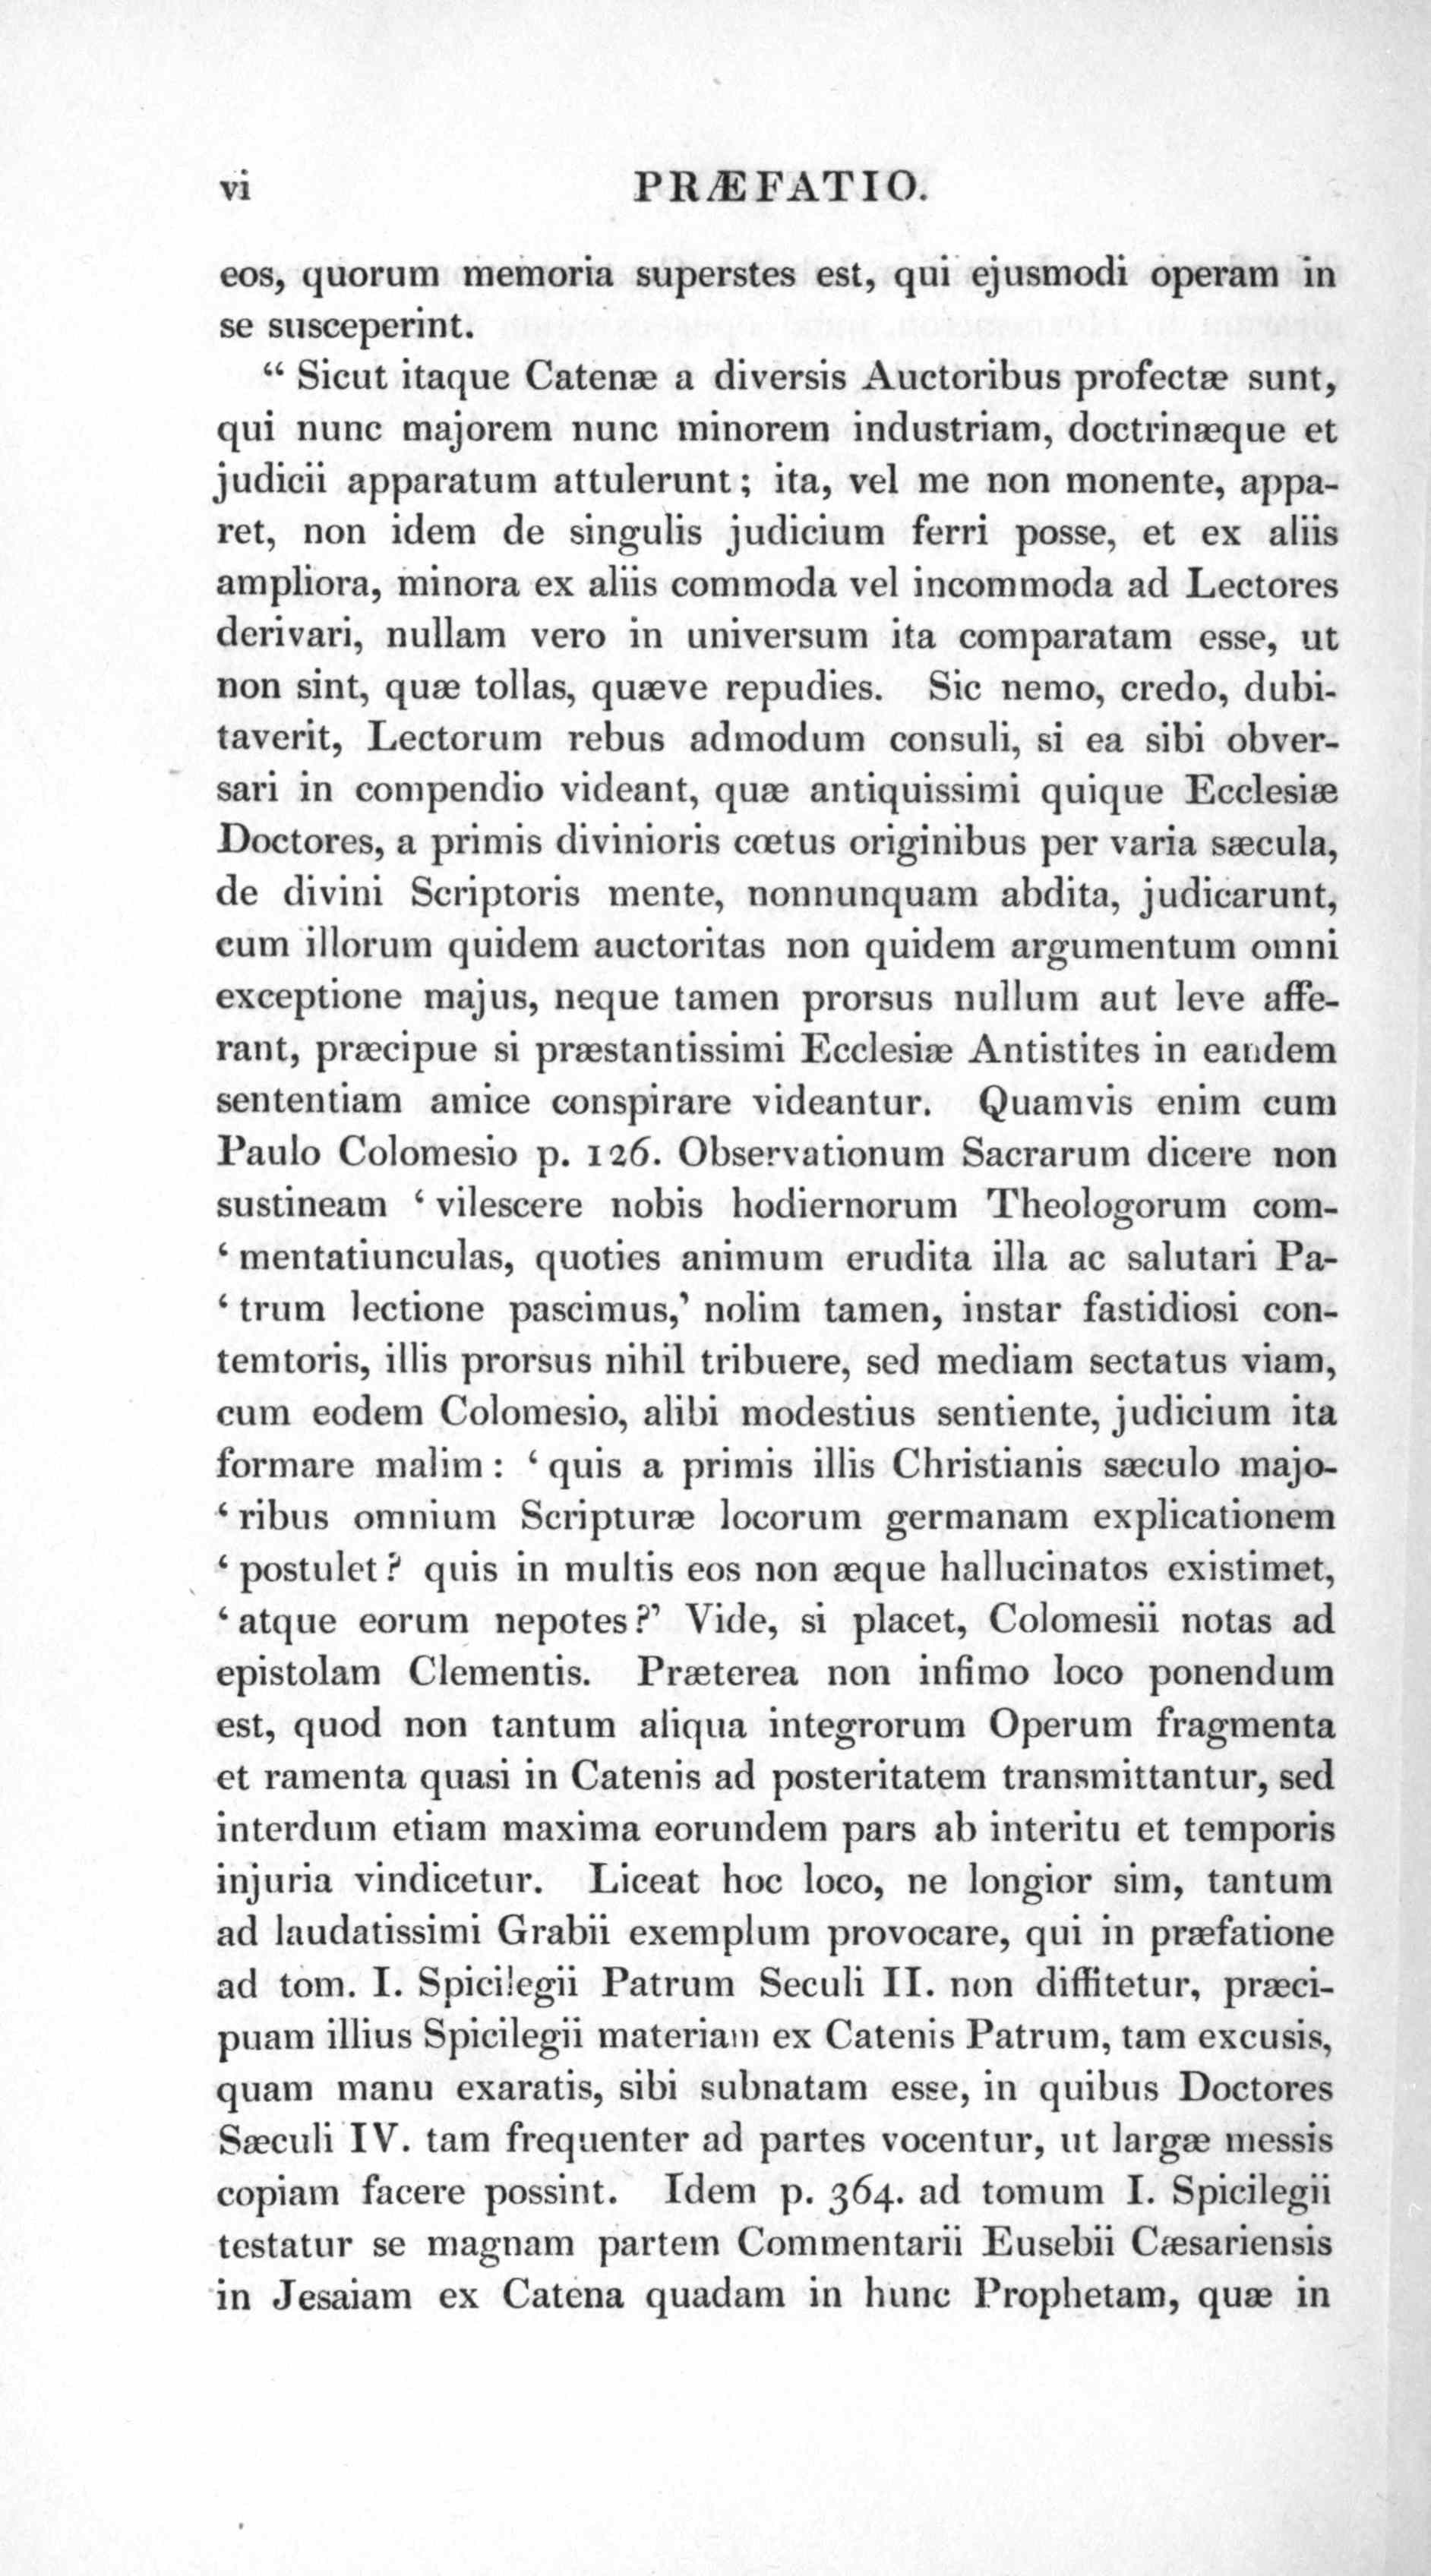 vi PRÆFATIO.
eos, quorum memoria superstes est, qui ejusmodi operam in
se susceperint.
“ Sicut itaque Catenæ a diversis Auctoribus profectæ sunt,
qui nunc majorem nunc minorem industriam, doctrinæque et
judicii apparatum attulerunt; ita, vel me non monente, appa-
ret, non idem de singulis judicium ferri posse, et ex aliis
ampliora, minora ex aliis commoda vel incommoda ad Lectores
derivari, nullam vero in universum ita comparatam esse, ut
non sint, quæ tollas, quæve repudies. Sic nemo, credo, dubi-
taverit, Lectorum rebus admodum consuli, si ea sibi obver-
sari in compendio videant, quæ antiquissimi quique Ecclesiæ
Doctores, a primis divinioris cœtus originibus per varia sæcula,
de divini Scriptoris mente, nonnunquam abdita, judicarunt,
cum illorum quidem auctoritas non quidem argumentum omni
exceptione majus, neque tamen prorsus nullum aut leve affe-
rant, præcipue si præstantissimi Ecclesiæ Antistites in eandem
sententiam amice conspirare videantur. Quamvis enim cum
Paulo Colomesio p. 126. Observationum Sacrarum dicere non
sustineam ‘ vilescere nobis hodiernorum Theologorum com-
‘ mentatiunculas, quoties animum erudita illa ac salutari Pa-
‘ trum lectione pascimus,’ nolim tamen, instar fastidiosi con-
temtoris, illis prorsus nihil tribuere, sed mediam sectatus viam,
cum eodem Colomesio, alibi modestius sentiente, judicium ita
formare malim: ‘ quis a primis illis Christianis sæculo majo-
‘ ribus omnium Scripturæ locorum germanam explicationem
‘ postulet? quis in multis eos non æque hallucinatos existimet,
‘ atque eorum nepotes?’ Vide, si placet, Colomesii notas ad
epistolam Clementis. Præterea non infimo loco ponendum
est, quod non tantum aliqua integrorum Operum fragmenta
et ramenta quasi in Catenis ad posteritatem transmittantur, sed
interdum etiam maxima eorundem pars ab interitu et temporis
injuria vindicetur. Liceat hoc loco, ne longior sim, tantum
ad laudatissimi Grabii exemplum provocare, qui in præfatione
ad tom. I. Spicilegii Patrum Seculi II. non diffitetur, præci-
puam illius Spicilegii materiam ex Catenis Patrum, tam excusis,
quam manu exaratis, sibi subnatam esse, in quibus Doctores
Sæculi IV. tam frequenter ad partes vocentur, ut largæ messis
copiam facere possint. Idem p. 364. ad tomum I. Spicilegii
testatur se magnam partem Commentarii Eusebii Cæsariensis
in Jesaiam ex Catena quadam in hunc Prophetam, quæ in